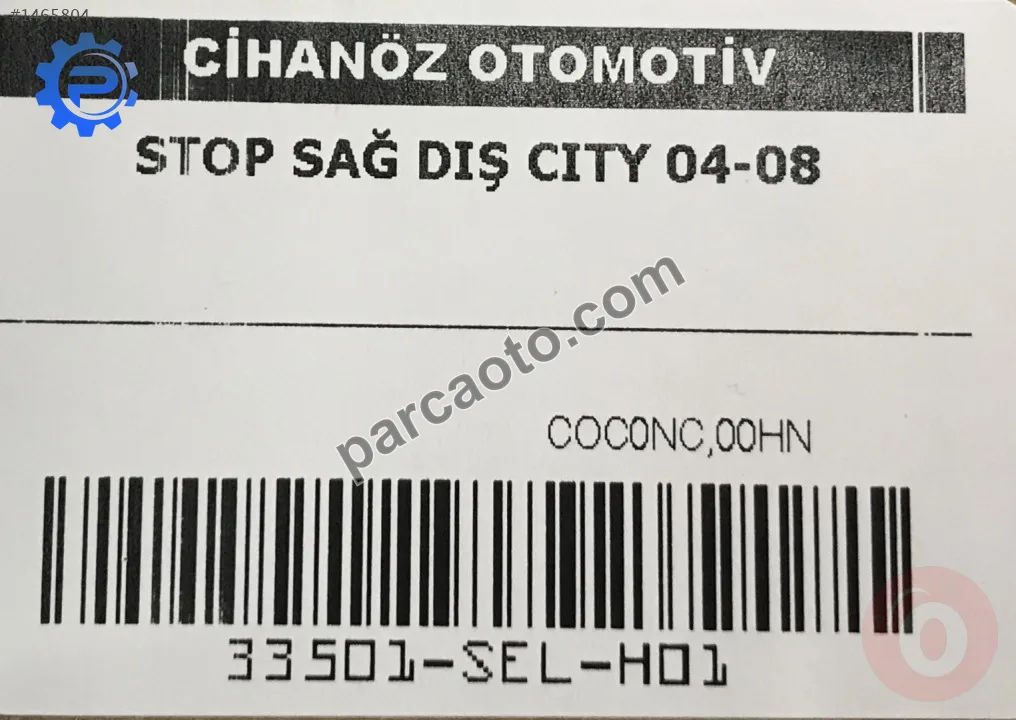 #1465804
CİHANÖZ OTOMOTİV
STOP SAĞ DIŞ CITY 04-08
parcaoto.com
COC0NC,00HN
33501-SEL-H01